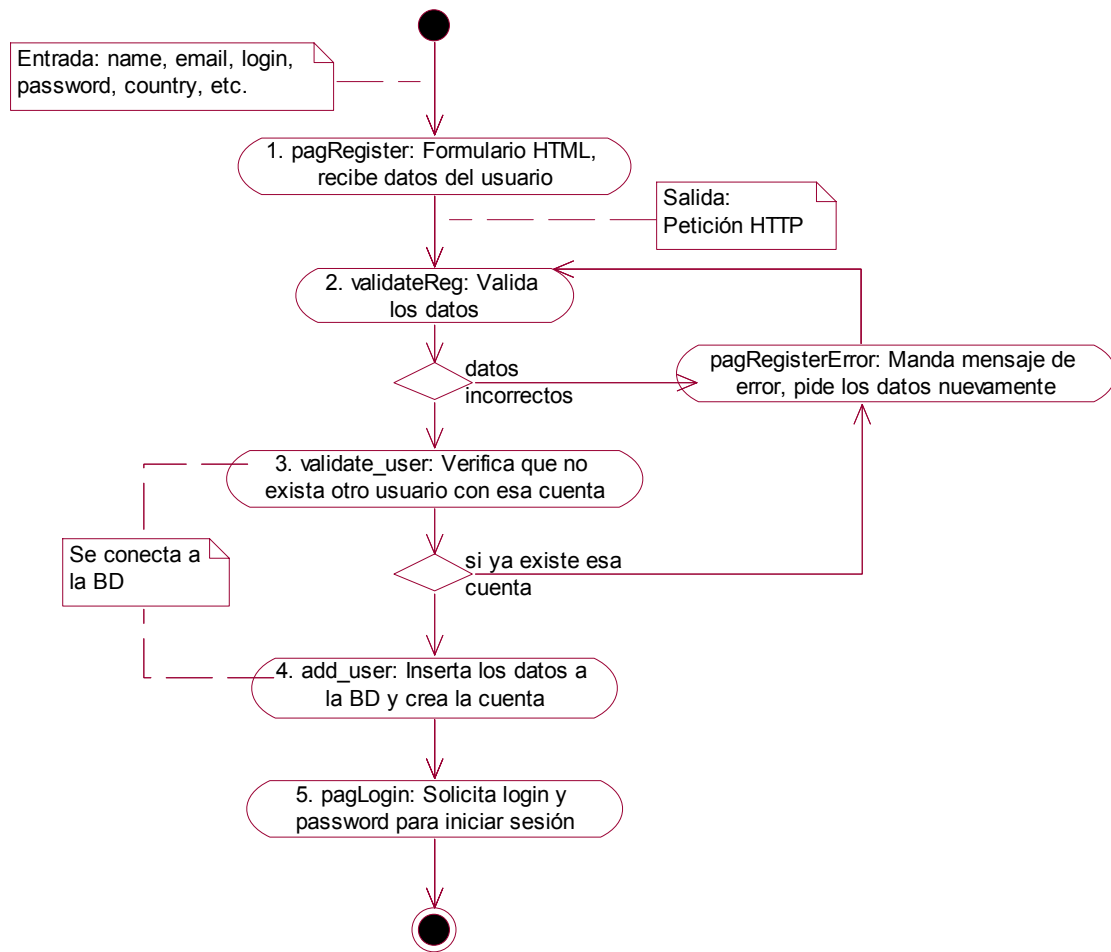 Entrada: name, email, login,
password, country, etc.
1. pagRegister: Formulario HTML,
recibe datos del usuario
Salida:
Petición HTTP
2. validateReg: Valida
los datos
datos
incorrectos
pagRegisterError: Manda mensaje de
error, pide los datos nuevamente
3. validate_user: Verifica que no
exista otro usuario con esa cuenta
Se conecta a
la BD
si ya existe esa
cuenta
4. add_user: Inserta los datos a
la BD y crea la cuenta
5. pagLogin: Solicita login y
password para iniciar sesión